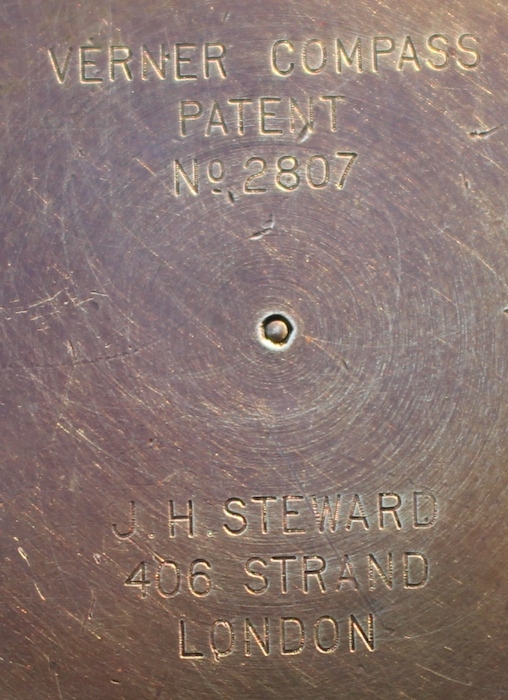 VERNER COMPASS
PATENT
Nº 2807
J.H.STEWARD
406 STRAND
LONDON